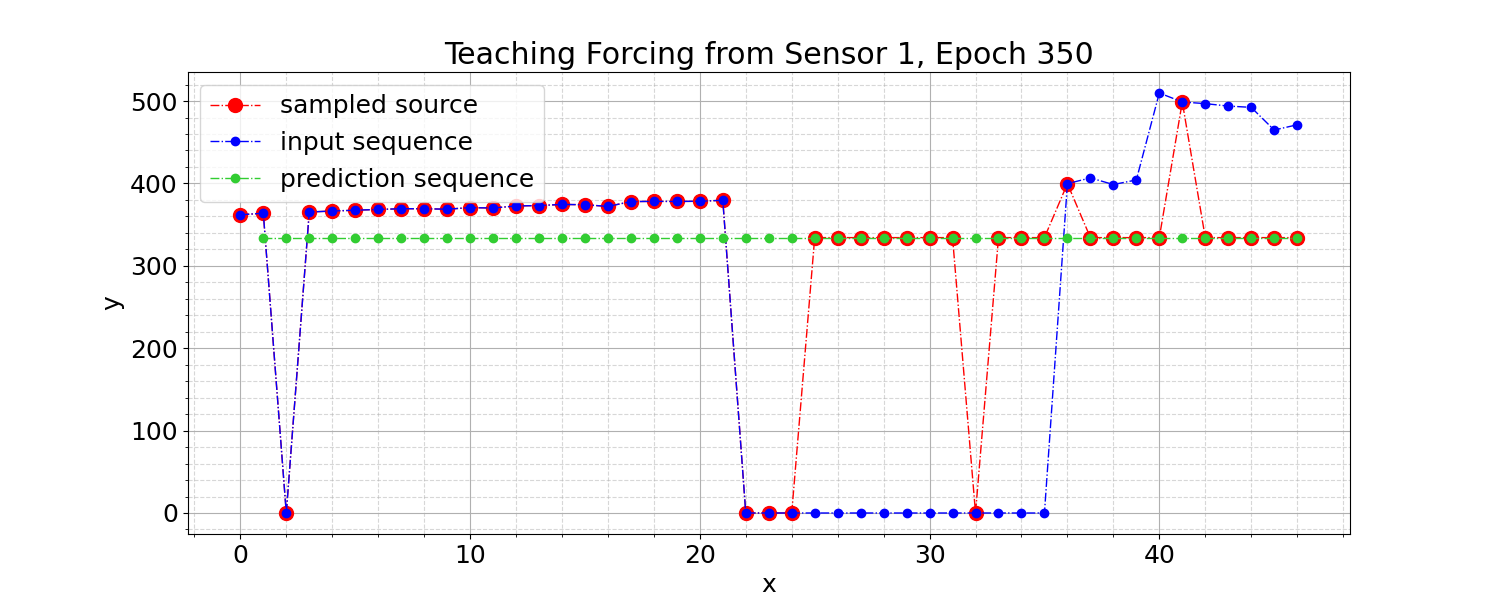 Teaching Forcing from Sensor 1, Epoch 350
sampled source
input sequence
prediction sequence
500
400
300
200
100
0
y
0 10 20 30 40
x